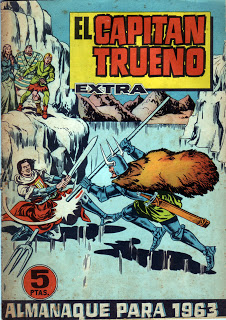 EL CAPITAN
TRUENO
EXTRA
5
PTAS.
ALMANAQUE PARA 1963